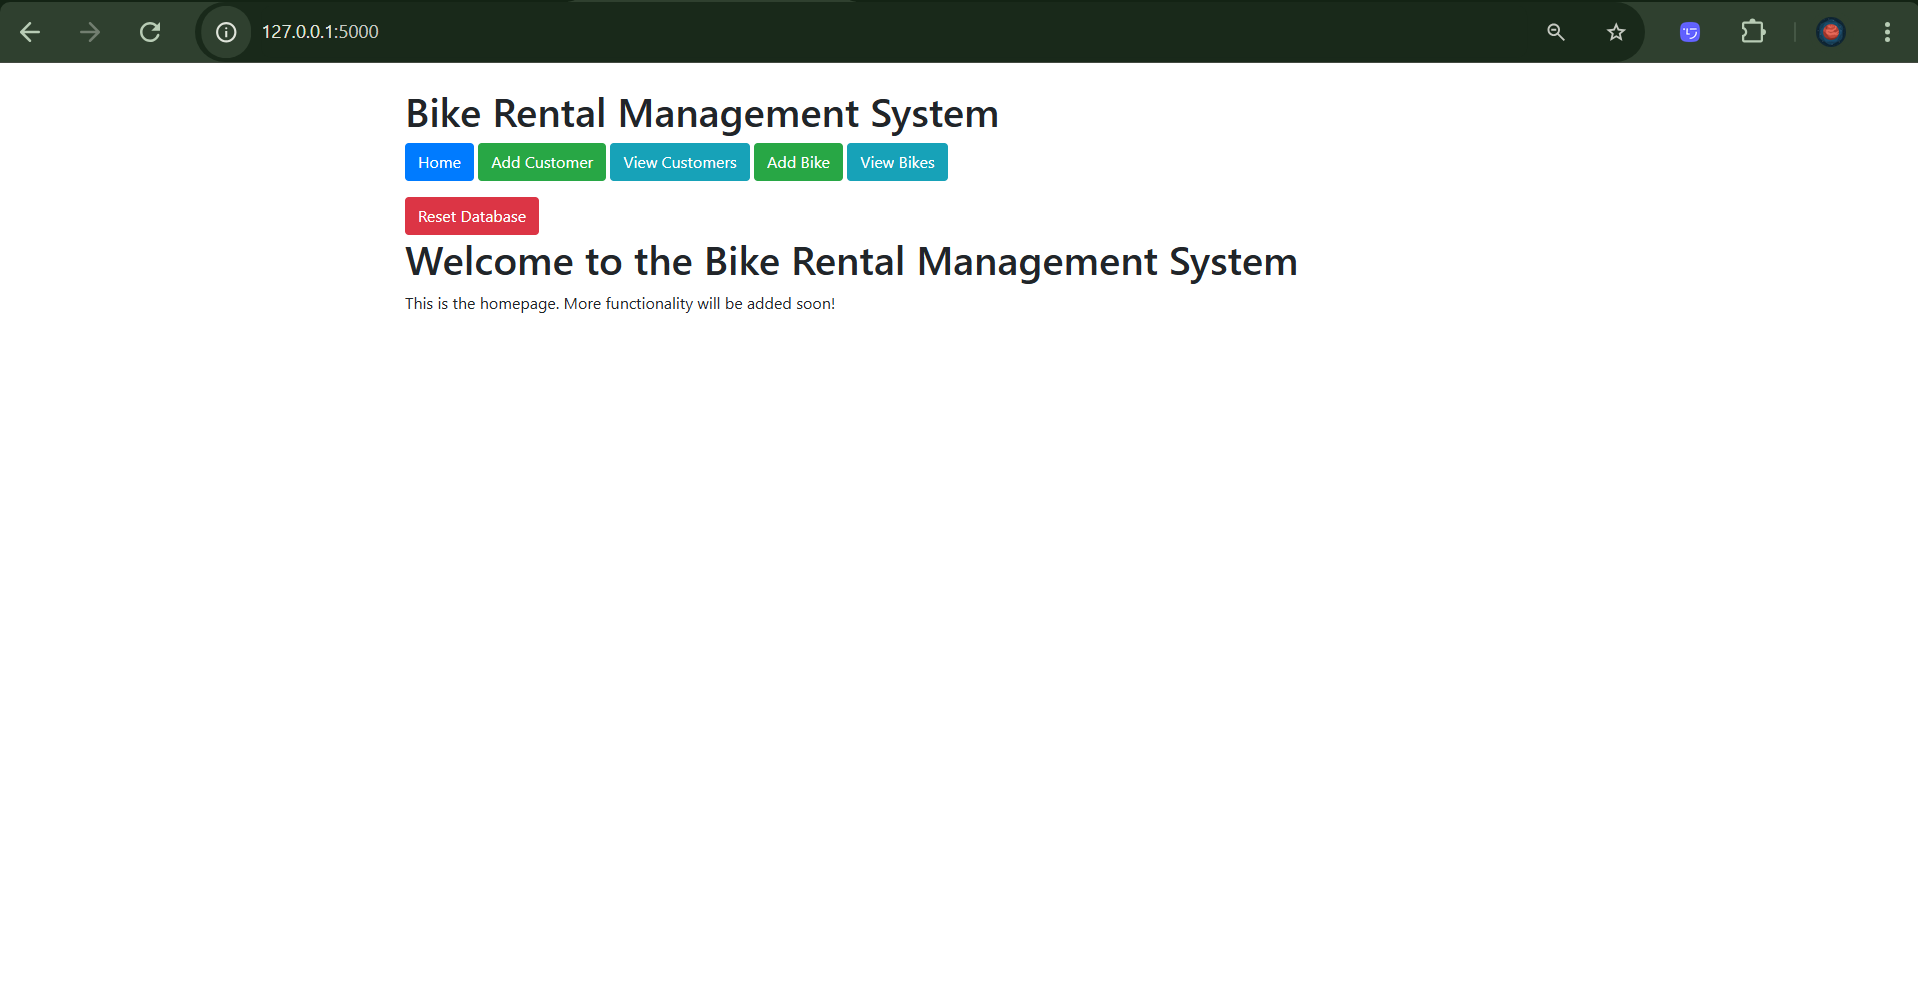 127.0.0.1:5000
Bike Rental Management System
Home Add Customer View Customers Add Bike View Bikes
Reset Database
Welcome to the Bike Rental Management System
This is the homepage. More functionality will be added soon!